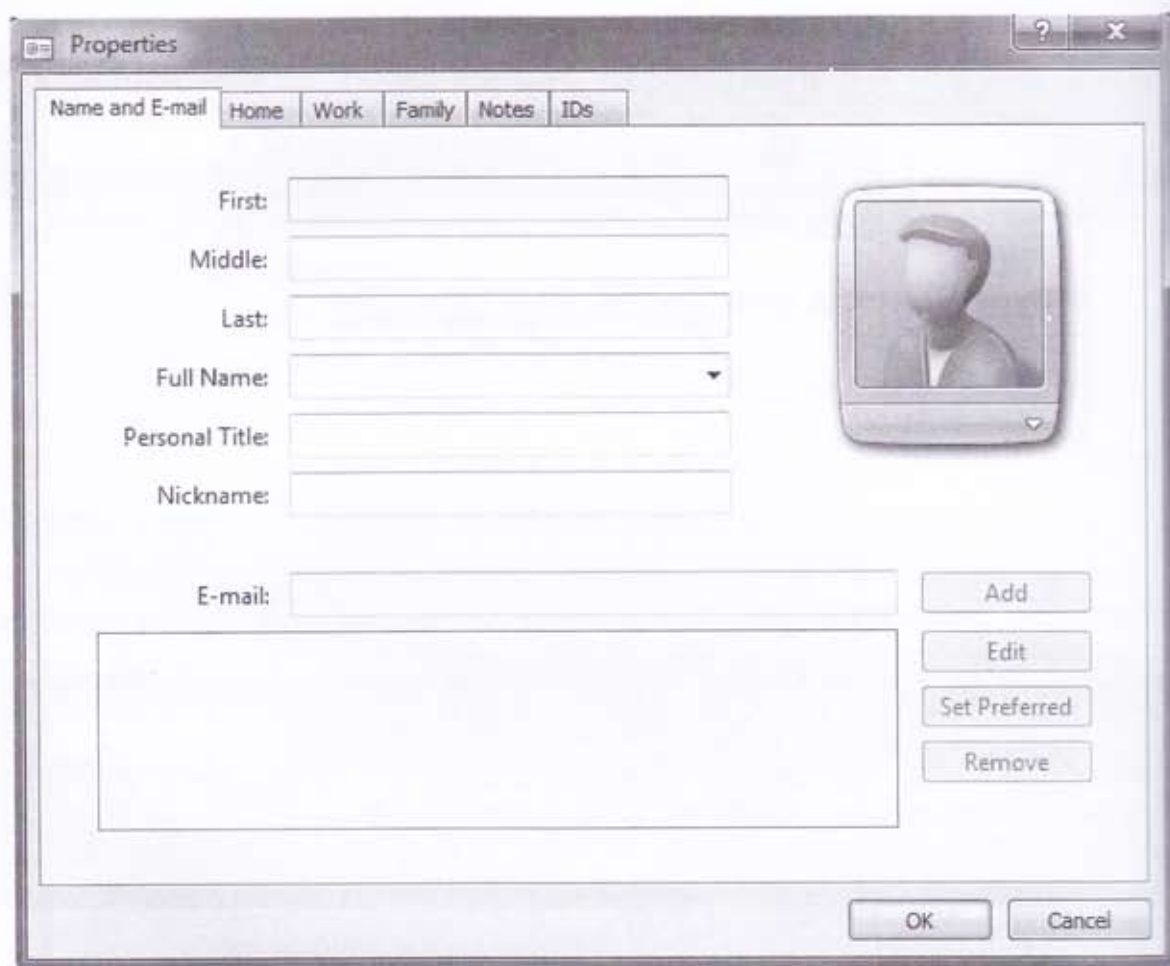 Properties
?
Name and E-mail Home Work Family Notes IDs
First:
Middle:
Last:
Full Name:
Personal Title:
Nickname:
E-mail:
Add
Edit
Set Preferred
Remove
OK Cancel